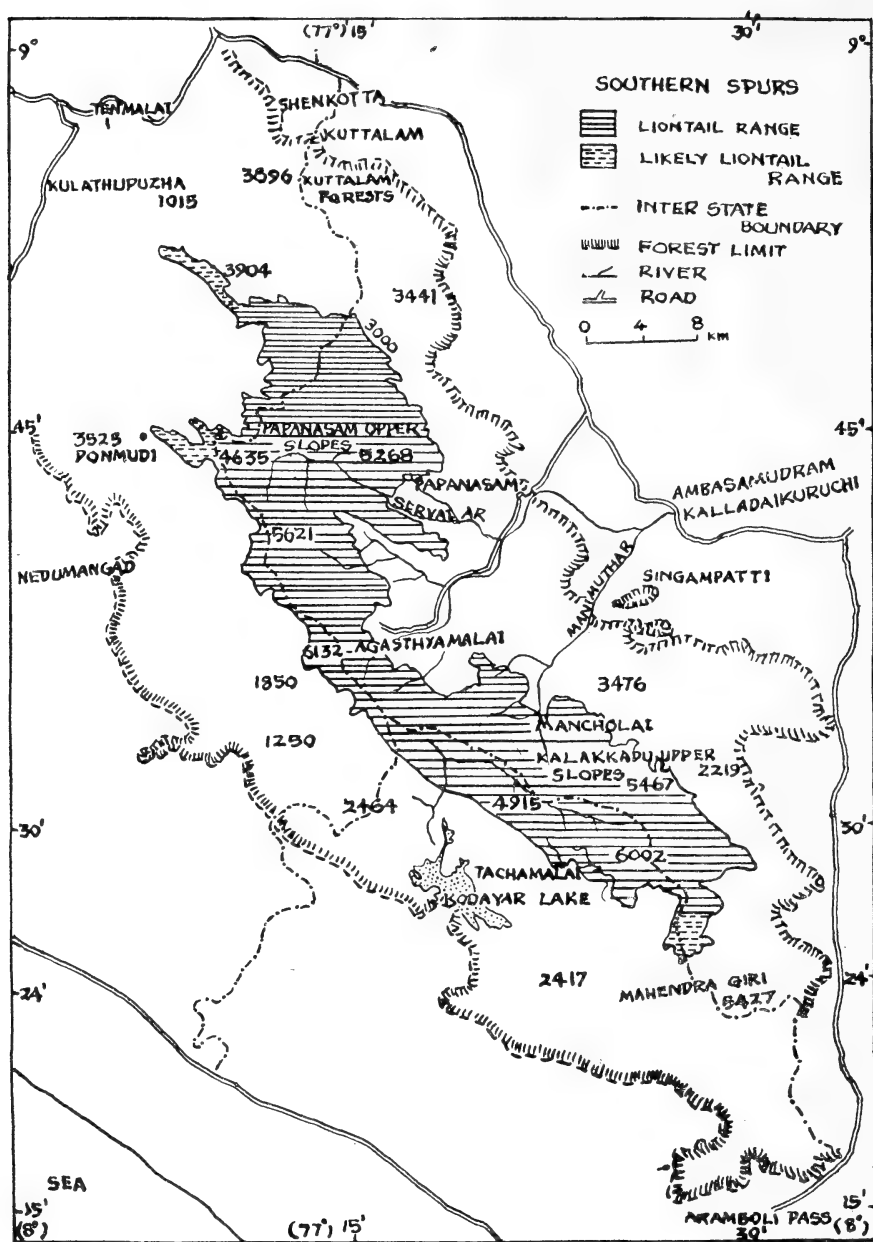 (77°) 15'
30'
9°
9°
SOUTHERN SPURS
LIONTAIL RANGE
LIKELY LIONTAIL
RANGE
INTER STATE
BOUNDARY
FOREST LIMIT
RIVER
ROAD
0 4 8
KM
TENMALAI
SHENKOTTA
KUTTALAM
KULATHUPUZHA
1015
3896
KUTTALAM
FORESTS
3904
3441
3000
45'
45'
3525
PONMUDI
PAPANASAM UPPER
SLOPES
4635
5268
PAPANASAM
SERVALAR
AMBASAMUDRAM
KALLADAIKURUCHI
5621
NEDUMANGAD
MANIMUTHAR
SINGAMPATTI
6132
AGASTHYAMALAI
1850
3476
1250
MANCHOLAI
KALAKKADU UPPER
SLOPES
2219
5467
2464
4915
30'
30'
6002
TACHAMALAI
KODAYAR LAKE
2417
24'
24'
MAHENDRA GIRI
5427
SEA
15'
(8°)
(77°) 15'
ARAMBOLI PASS
30'
15'
(8°)